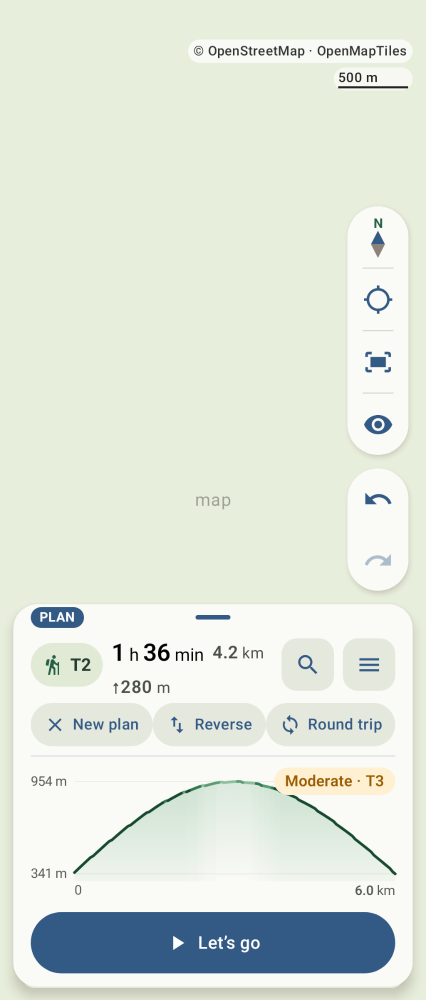 © OpenStreetMap · OpenMapTiles
500 m
N
map
PLAN
T2
1 h 36 min 4.2 km
↑280 m
New plan
Reverse
Round trip
954 m
Moderate · T3
341 m
0
6.0 km
Let’s go